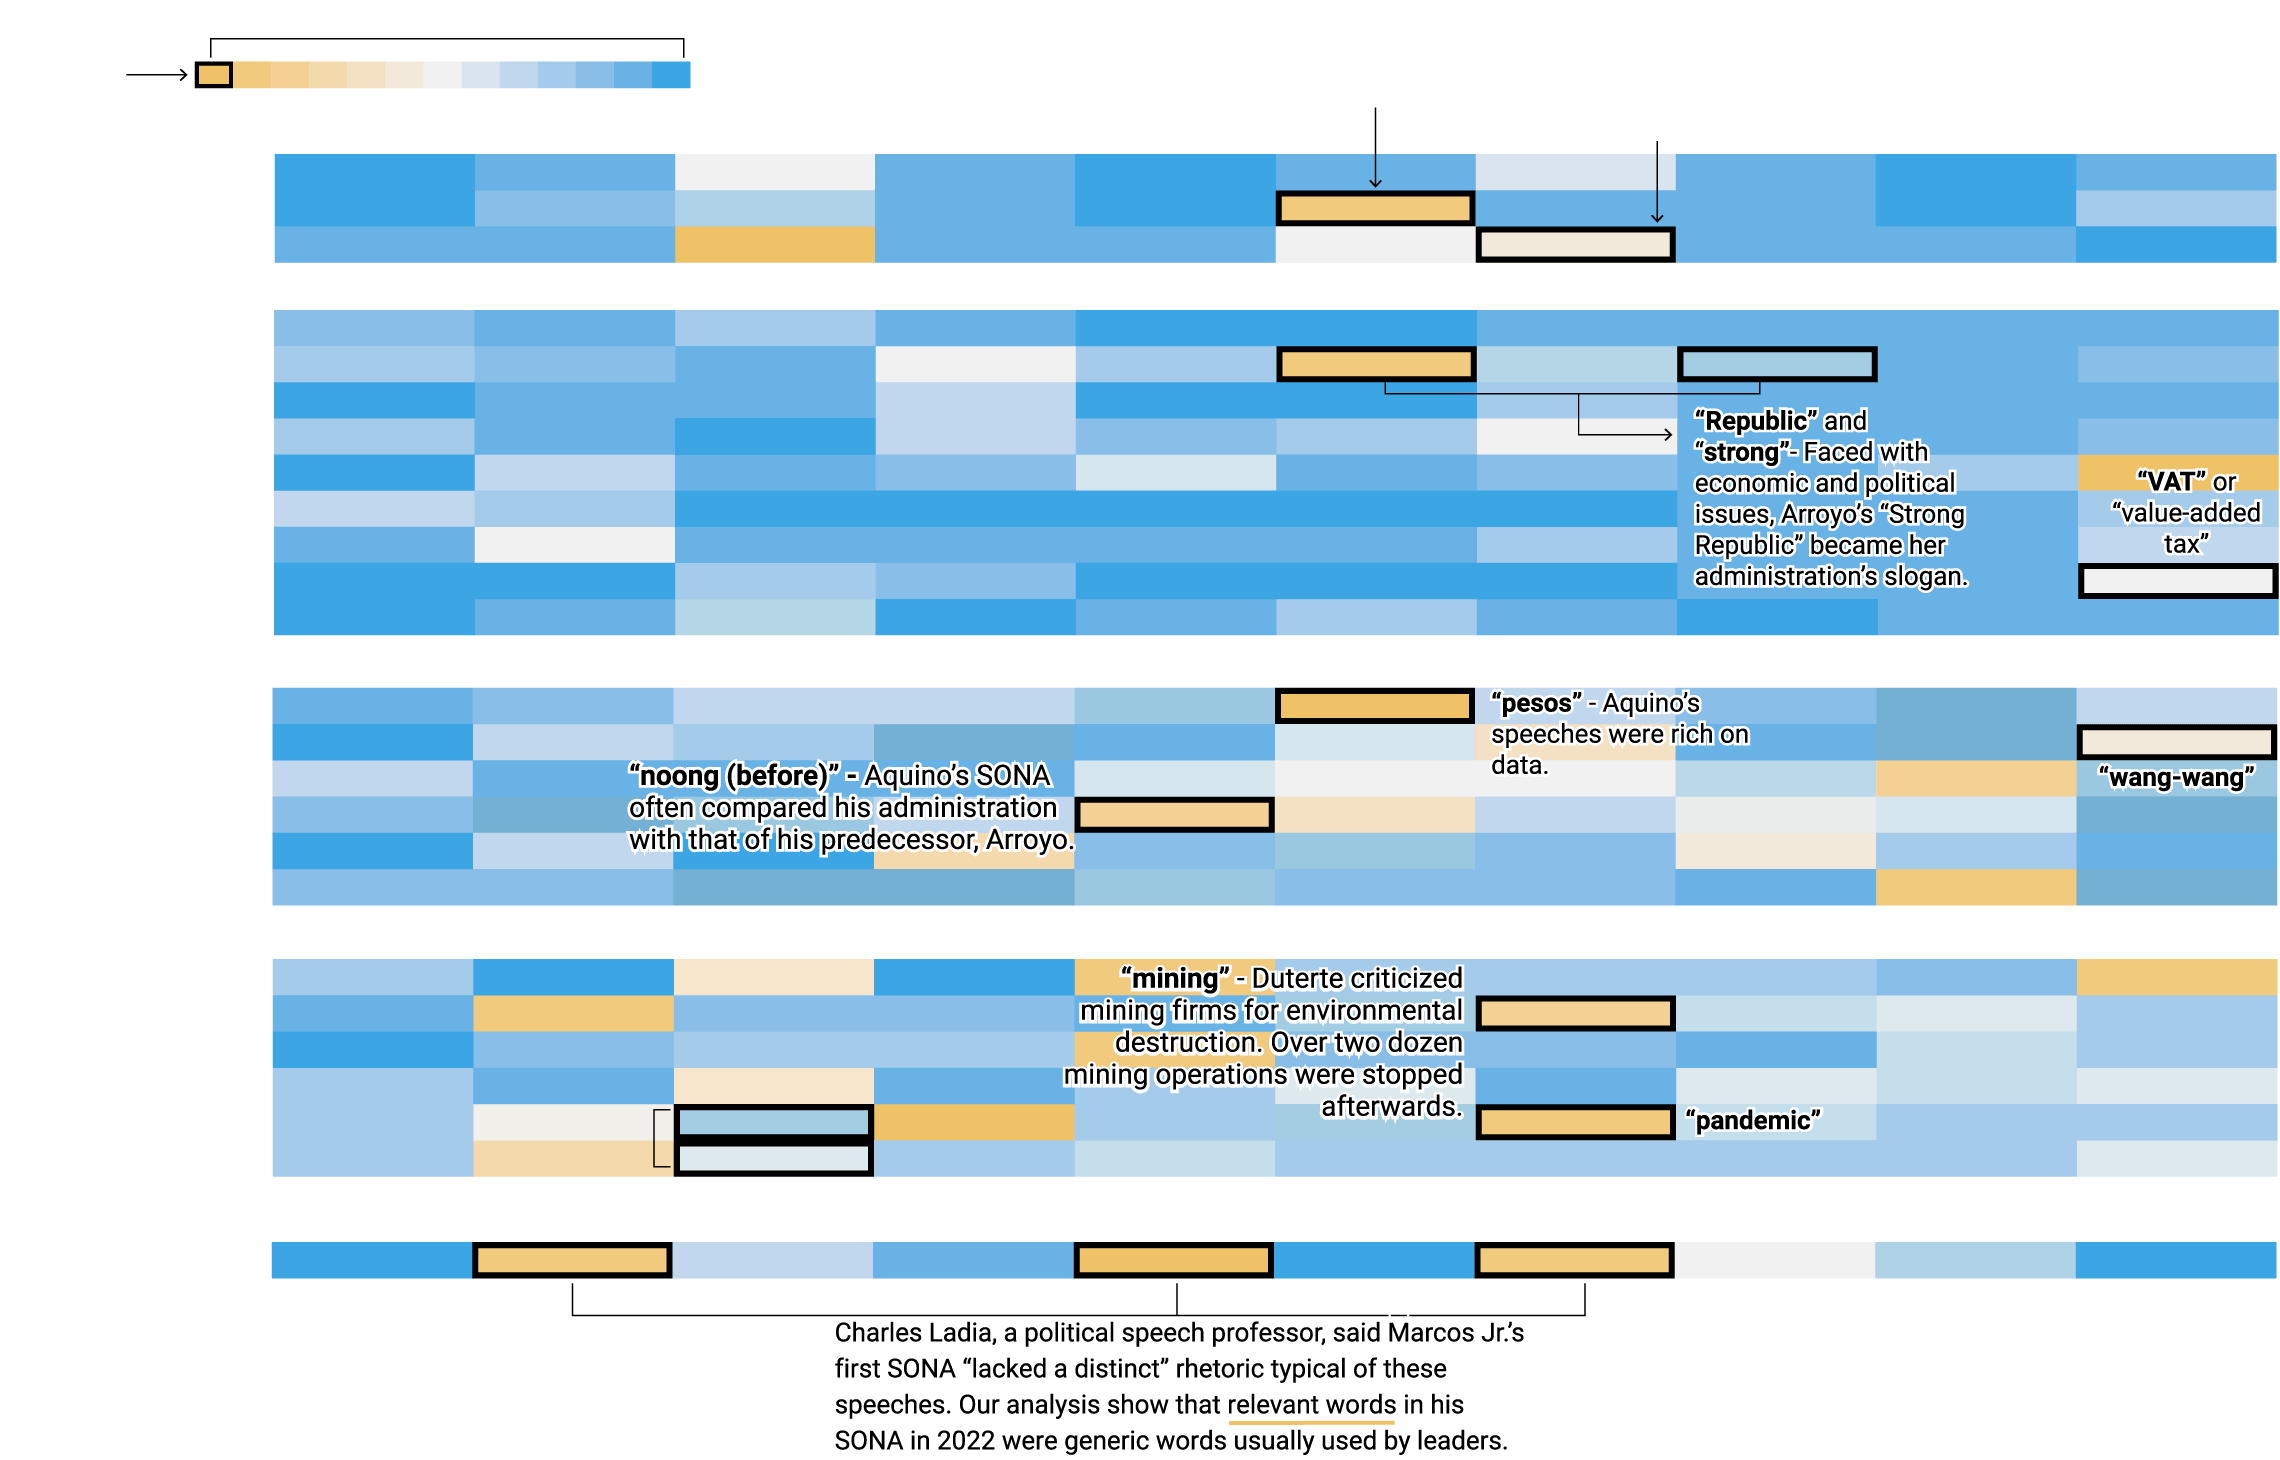 “Republic” and
“strong”- Faced with
economic and political
issues, Arroyo’s “Strong
Republic” became her
administration’s slogan.
“VAT” or
“value-added
tax”
“pesos” - Aquino’s
speeches were rich on
data.
“wang-wang”
“noong (before)” - Aquino’s SONA
often compared his administration
with that of his predecessor, Arroyo.
“mining” - Duterte criticized
mining firms for environmental
destruction. Over two dozen
mining operations were stopped
afterwards.
“pandemic”
Charles Ladia, a political speech professor, said Marcos Jr.’s
first SONA “lacked a distinct” rhetoric typical of these
speeches. Our analysis show that relevant words in his
SONA in 2022 were generic words usually used by leaders.